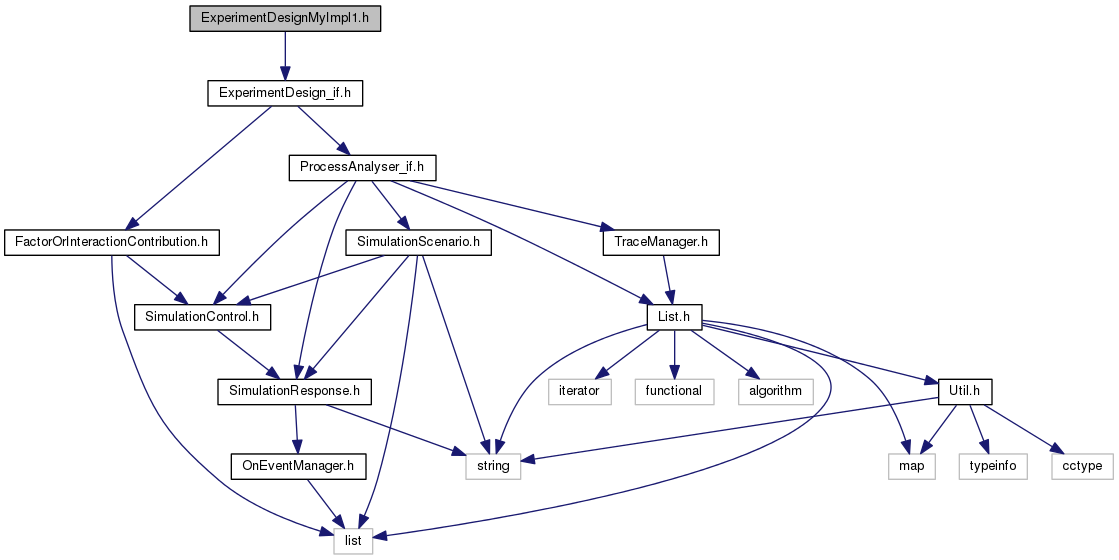 ExperimentDesignMyImpl1.h
ExperimentDesign_if.h
ProcessAnalyser_if.h
FactorOrInteractionContribution.h
SimulationScenario.h
TraceManager.h
SimulationControl.h
List.h
SimulationResponse.h
iterator
functional
algorithm
Util.h
OnEventManager.h
string
map
typeinfo
cctype
list